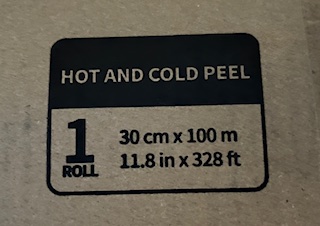 HOT AND COLD PEEL
1
ROLL
30 cm x 100 m
11.8 in x 328 ft